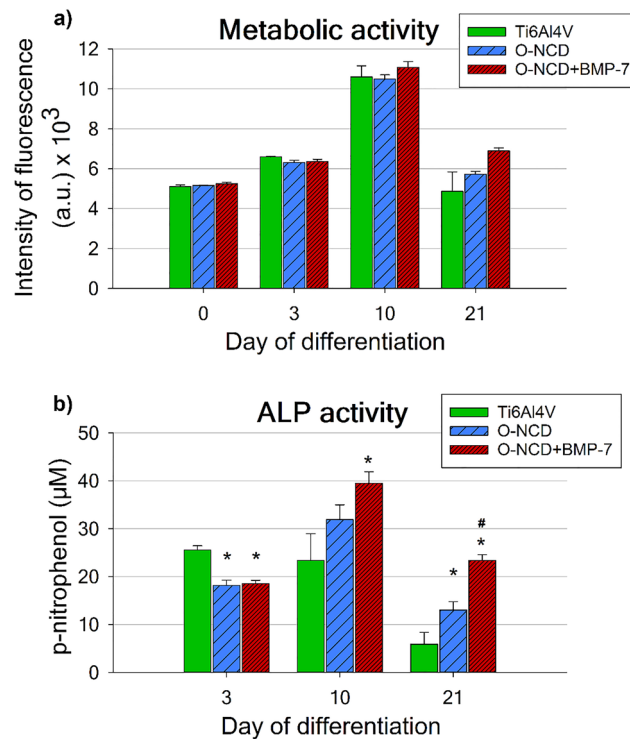 a)
Metabolic activity
Ti6Al4V
O-NCD
O-NCD+BMP-7
Intensity of fluorescence
(a.u.) x 10³
12
10
8
6
4
2
0
0 3 10 21
Day of differentiation
b)
ALP activity
Ti6Al4V
O-NCD
O-NCD+BMP-7
p-nitrophenol (µM)
50
40
30
20
10
0
* * * * # *
3 10 21
Day of differentiation